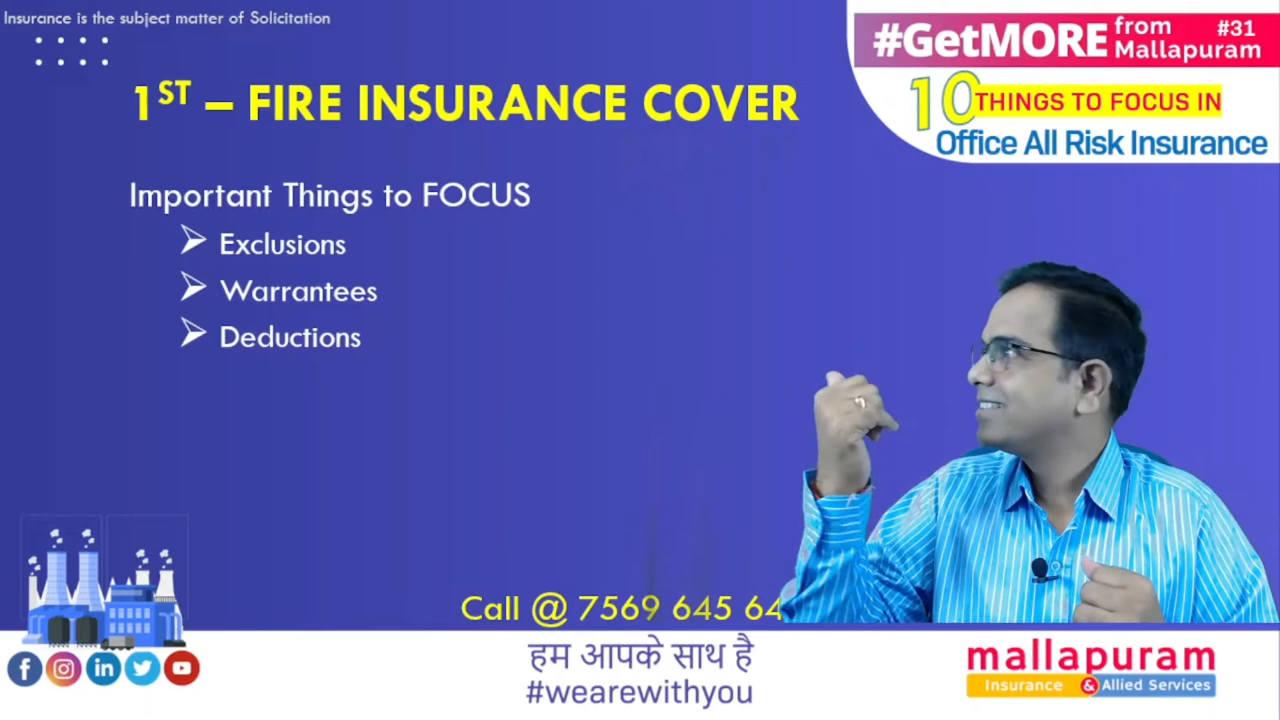 Insurance is the subject matter of Solicitation
#GetMORE from Mallapuram #31
10 THINGS TO FOCUS IN
Office All Risk Insurance
1ST – FIRE INSURANCE COVER
Important Things to FOCUS
Exclusions
Warrantees
Deductions
Call @ 7569 645 64
हम आपके साथ है
#wearewithyou
mallapuram
Insurance & Allied Services